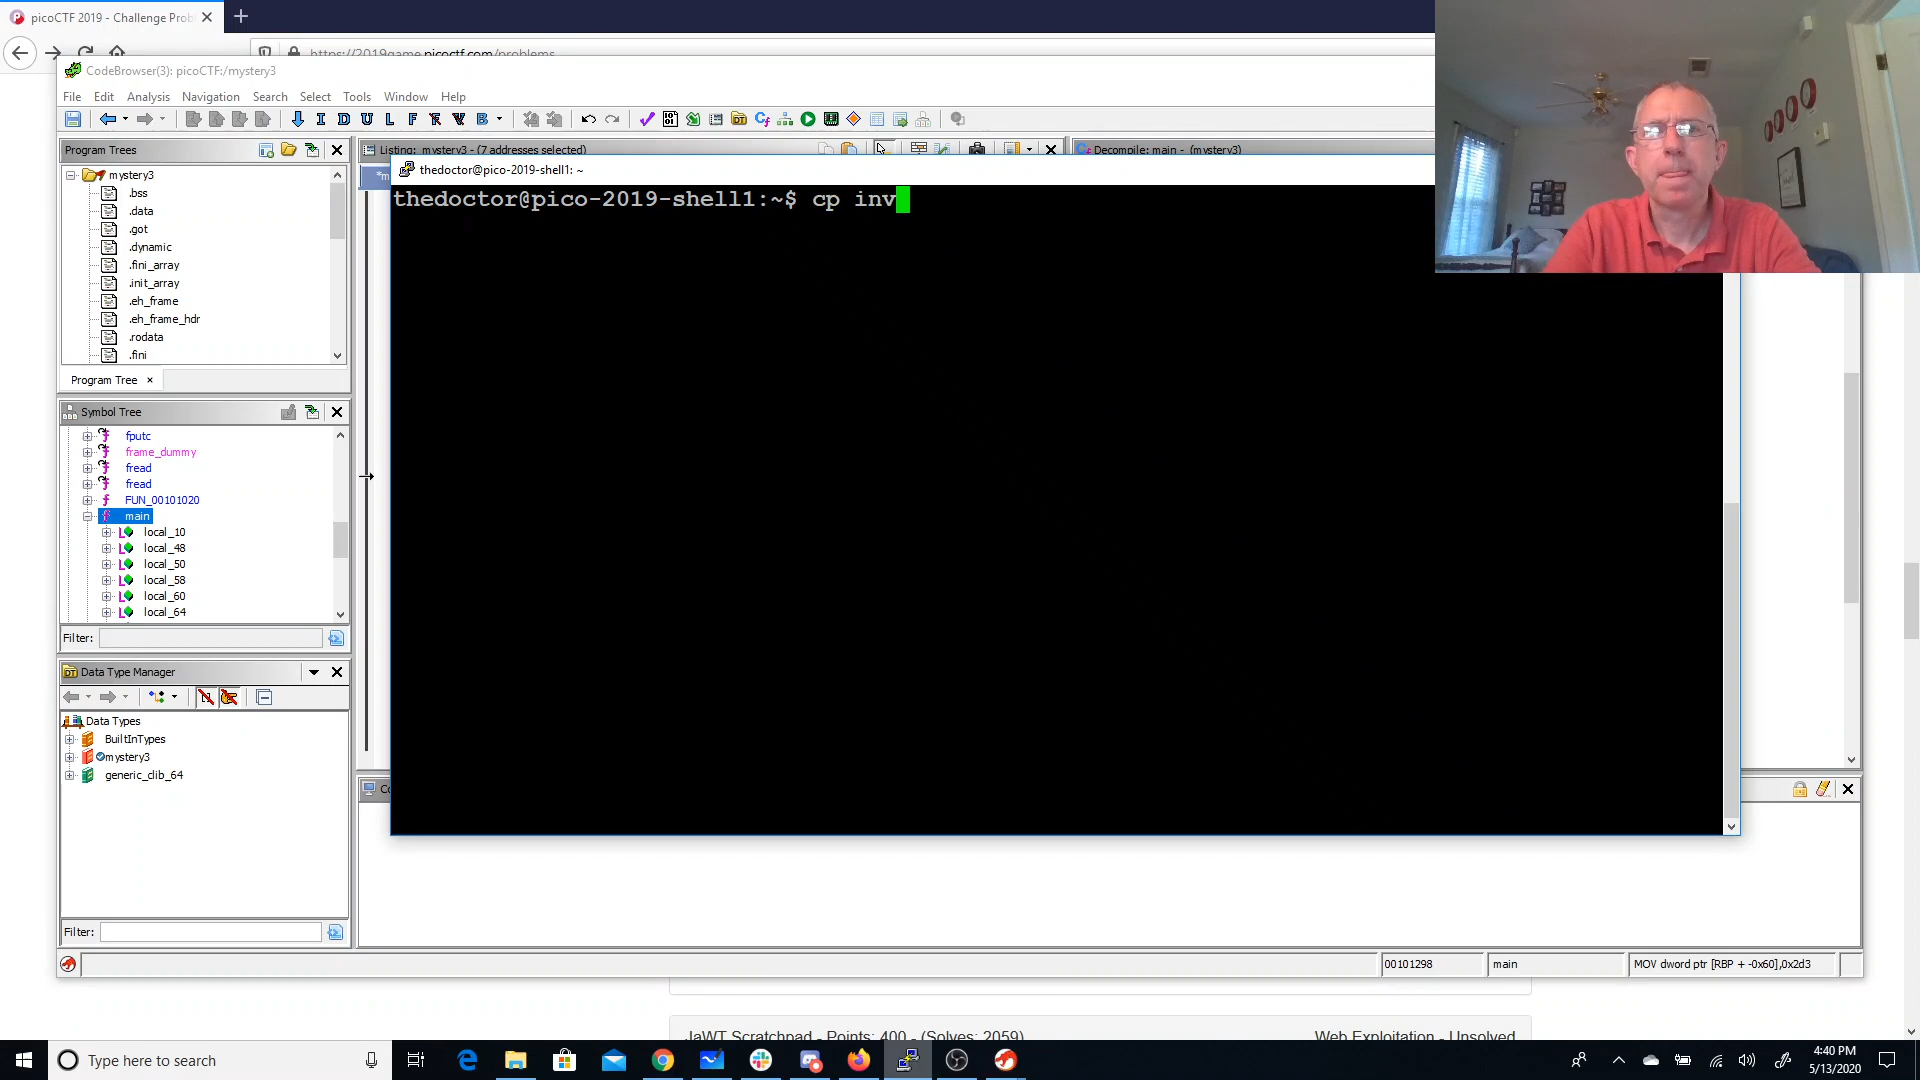 picoCTF 2019 - Challenge Prob
https://2019game.picoctf.com/problems
CodeBrowser(3): picoCTF:/mystery3
File Edit Analysis Navigation Search Select Tools Window Help
I D U L F V B
Program Trees
mystery3
.bss
.data
.got
.dynamic
.fini_array
.init_array
.eh_frame
.eh_frame_hdr
.rodata
.fini
Program Tree
Symbol Tree
fputc
frame_dummy
fread
fread
FUN_00101020
main
local_10
local_48
local_50
local_58
local_60
local_64
Filter:
Data Type Manager
Data Types
BuiltInTypes
mystery3
generic_clib_64
Filter:
Listing: mystery3 - (7 addresses selected)
Decompile: main - (mystery3)
thedoctor@pico-2019-shell1: ~
thedoctor@pico-2019-shell1:~$ cp inv
00101298
main
MOV dword ptr [RBP + -0x60],0x2d3
JaWT Scratchpad - Points: 400 - (Solves: 2059)
Web Exploitation - Unsolved
Type here to search
4:40 PM
5/13/2020